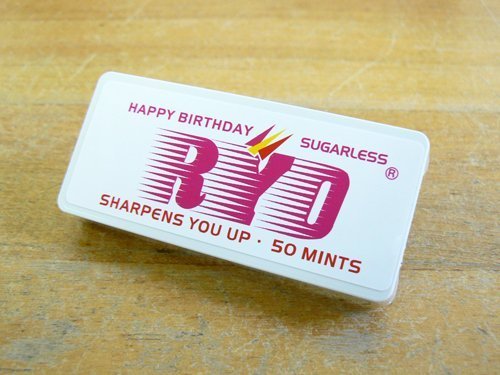 HAPPY BIRTHDAY
SUGARLESS
RYO ®
SHARPENS YOU UP · 50 MINTS